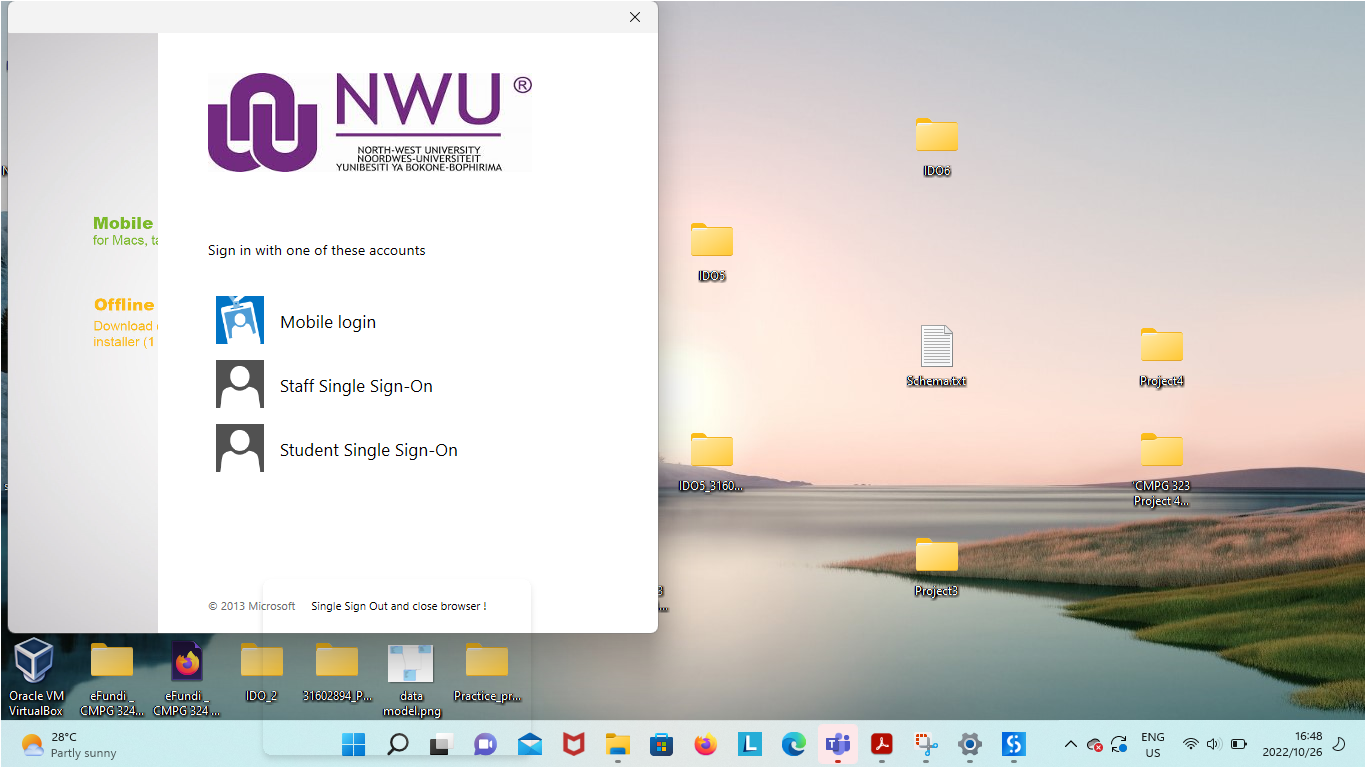 NWU®
NORTH-WEST UNIVERSITY
NOORDWES-UNIVERSITEIT
YUNIBESITI YA BOKONE-BOPHIRIMA
Mobile
for Macs, ta
Offline
Download
installer (1
Sign in with one of these accounts
Mobile login
Staff Single Sign-On
Student Single Sign-On
© 2013 Microsoft Single Sign Out and close browser !
IDO6
IDO5
Schema.txt
Project4
IDO5_3160...
'CMPG 323
Project 4...
Project3
Oracle VM
VirtualBox
eFundi _
CMPG 324...
eFundi _
CMPG 324 ...
IDO_2
31602894_P...
data
model.png
Practice_pr...
28°C
Partly sunny
ENG
US
16:48
2022/10/26